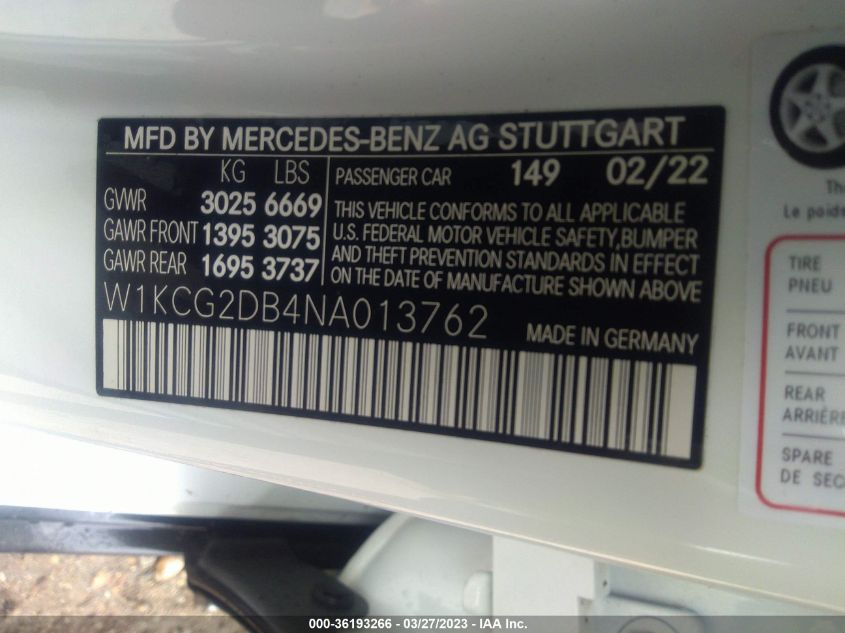 MFD BY MERCEDES-BENZ AG STUTTGART
KG LBS
GVWR 3025 6669
GAWR FRONT 1395 3075
GAWR REAR 1695 3737
PASSENGER CAR 149 02/22
THIS VEHICLE CONFORMS TO ALL APPLICABLE
U.S. FEDERAL MOTOR VEHICLE SAFETY,BUMPER
AND THEFT PREVENTION STANDARDS IN EFFECT
ON THE DATE OF MANUFACTURE SHOWN ABOVE
W1KCG2DB4NA013762
MADE IN GERMANY
Le
TIRE
PNEU
FRONT
AVANT
REAR
ARRIÈRE
SPARE
DE
000-36193266 - 03/27/2023 - IAA Inc.